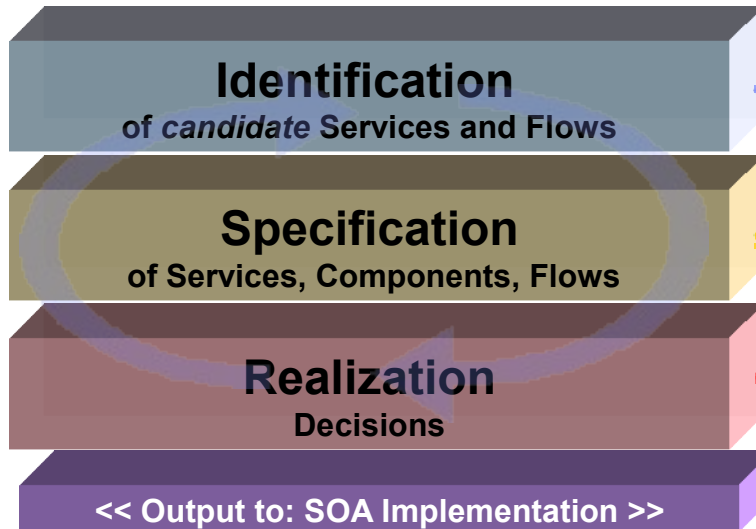 Identification
of candidate Services and Flows
Specification
of Services, Components, Flows
Realization
Decisions
<< Output to: SOA Implementation >>